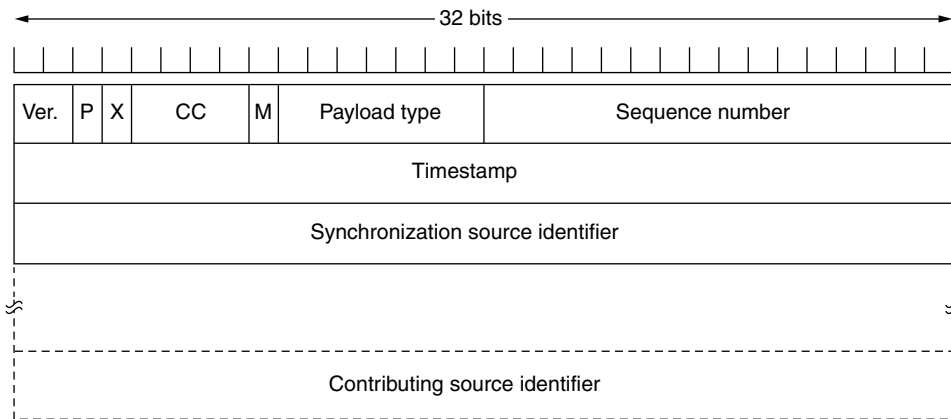 32 bits
Ver. P X CC M Payload type Sequence number
Timestamp
Synchronization source identifier
Contributing source identifier